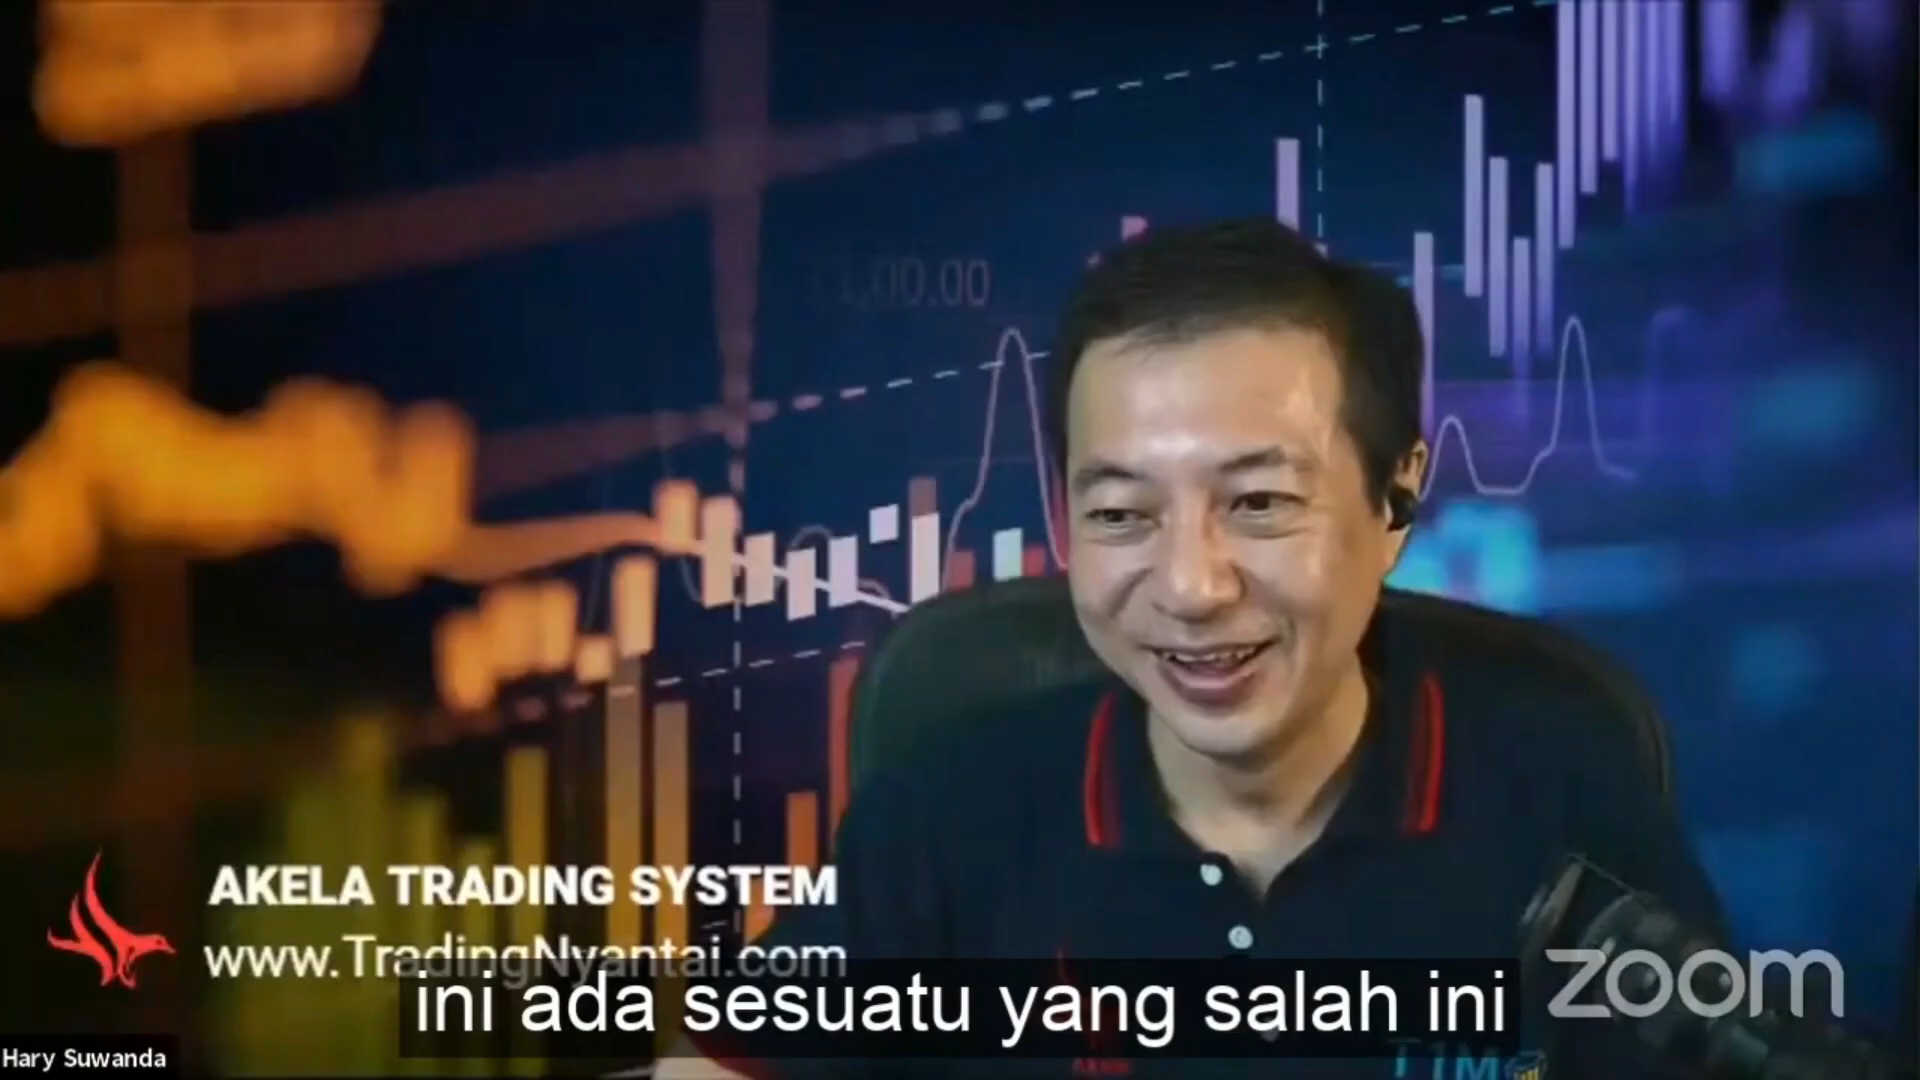 AKELA TRADING SYSTEM
www.TradingNyantai.com
ini ada sesuatu yang salah ini
zoom
Hary Suwanda